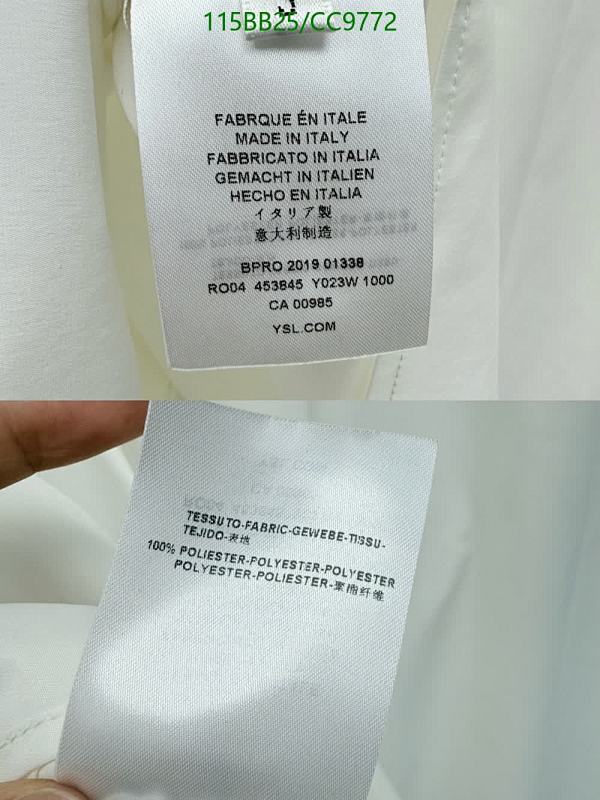 115BB25/CC9772
FABRQUE ÉN ITALE
MADE IN ITALY
FABBRICATO IN ITALIA
GEMACHT IN ITALIEN
HECHO EN ITALIA
イタリア製
意大利制造
BPRO 2019 01338
RO04 453845 Y023W 1000
CA 00985
YSL.COM
TESSUTO-FABRIC-GEWEBE-TISSU-
TEJIDO-表地
100% POLIESTER-POLYESTER-POLYESTER
POLYESTER-POLIESTER-聚脂纤维